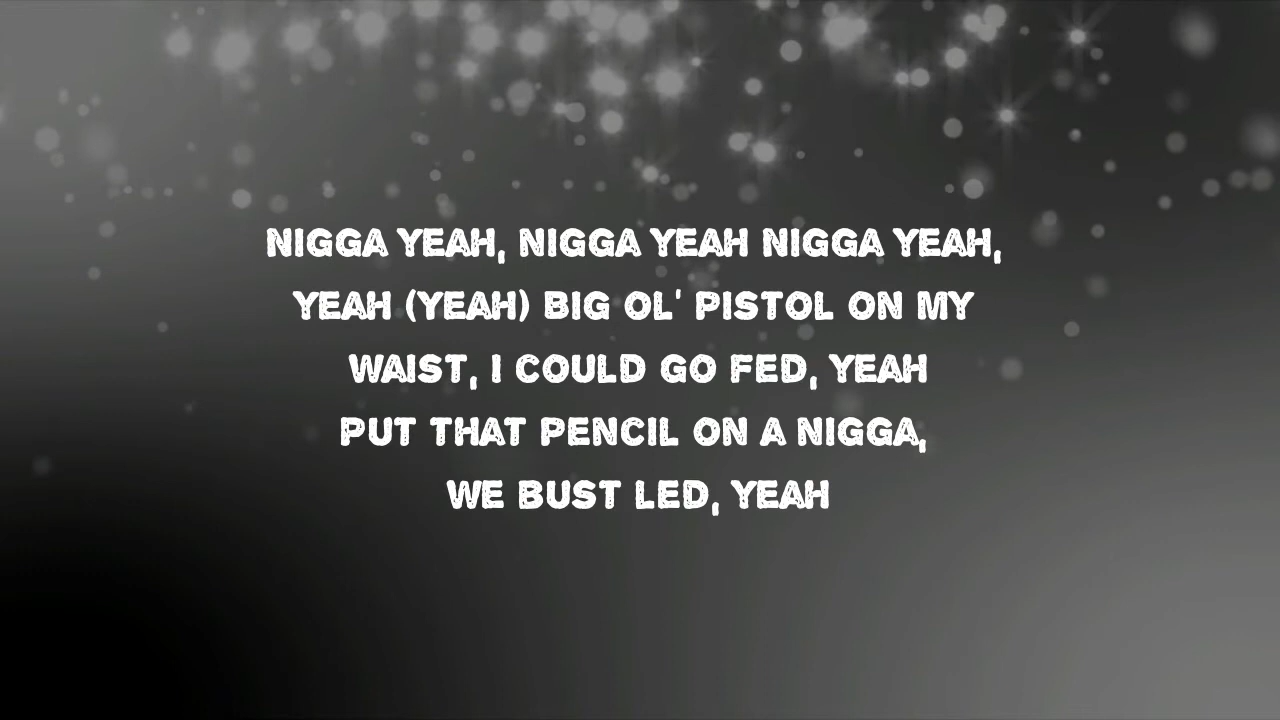 NIGGA YEAH, NIGGA YEAH NIGGA YEAH,
YEAH (YEAH) BIG OL' PISTOL ON MY
WAIST, I COULD GO FED, YEAH
PUT THAT PENCIL ON A NIGGA,
WE BUST LED, YEAH